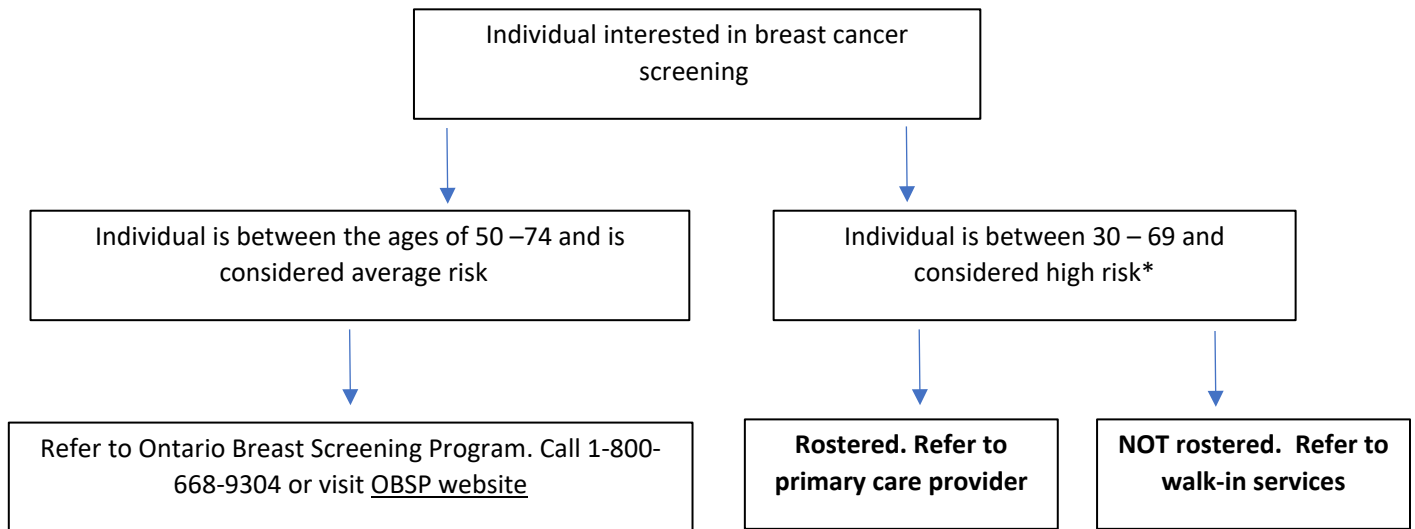 Individual interested in breast cancer
screening
Individual is between the ages of 50 –74 and is
considered average risk
Individual is between 30 – 69 and
considered high risk*
Refer to Ontario Breast Screening Program. Call 1-800-
668-9304 or visit OBSP website
Rostered. Refer to
primary care provider
NOT rostered.  Refer to
walk-in services